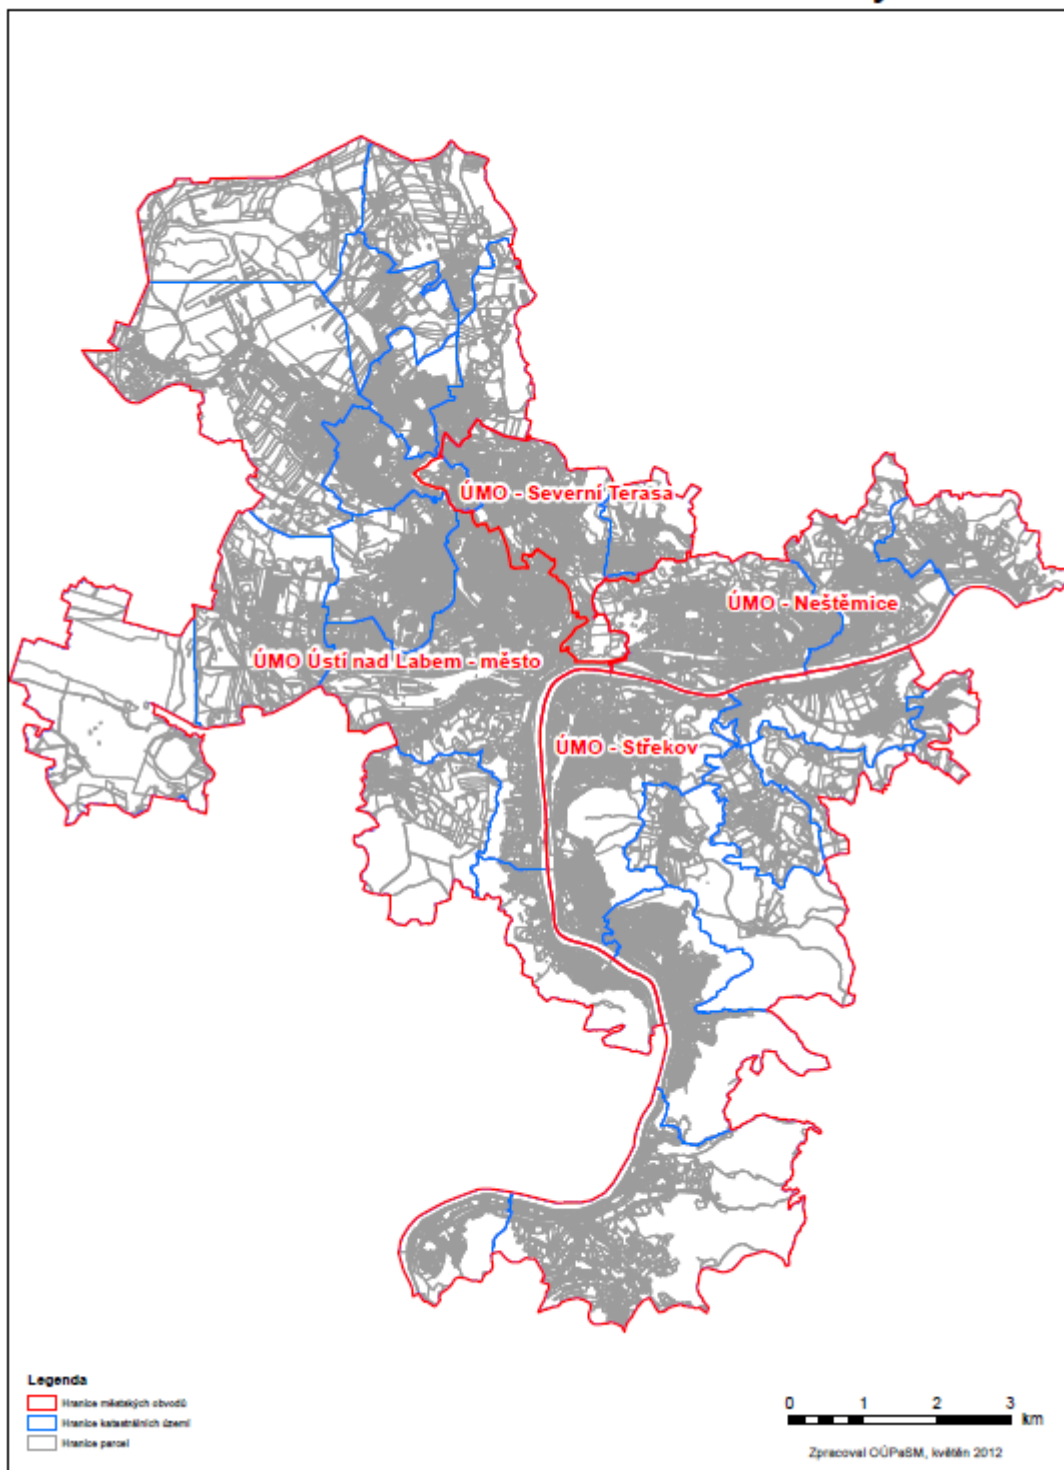 ÚMO - Severní Terasa
ÚMO - Neštěmice
ÚMO Ústí nad Labem - město
ÚMO - Střekov
Legenda
Hranice městských obvodů
Hranice katastrálních území
Hranice parcel
0 1 2 3
km
Zpracoval OÚPaSM, květén 2012